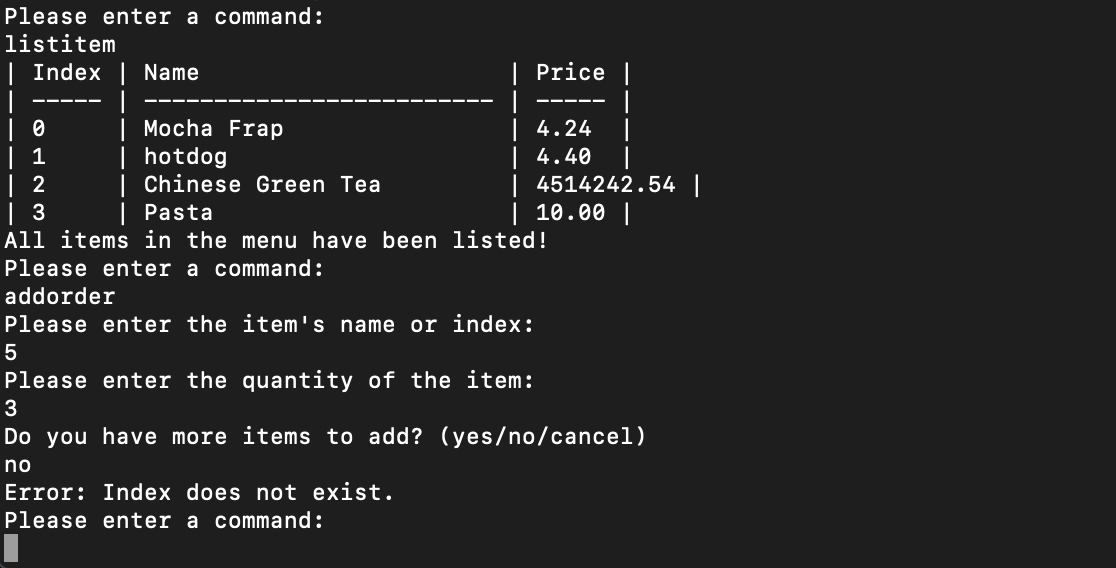 Please enter a command:
listitem
| Index | Name                      | Price |
| ----- | ------------------------- | ----- |
| 0     | Mocha Frap                | 4.24  |
| 1     | hotdog                    | 4.40  |
| 2     | Chinese Green Tea         | 4514242.54 |
| 3     | Pasta                     | 10.00 |
All items in the menu have been listed!
Please enter a command:
addorder
Please enter the item's name or index:
5
Please enter the quantity of the item:
3
Do you have more items to add? (yes/no/cancel)
no
Error: Index does not exist.
Please enter a command: